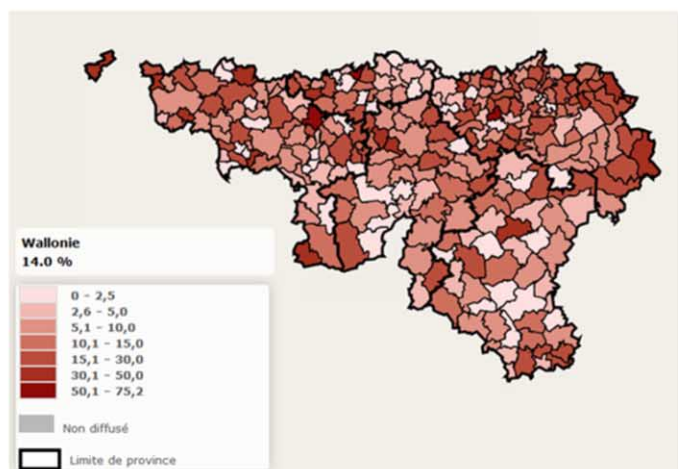 Wallonie
14.0 %
0 – 2,5
2,6 – 5,0
5,1 – 10,0
10,1 – 15,0
15,1 – 30,0
30,1 – 50,0
50,1 – 75,2
Non diffusé
Limite de province